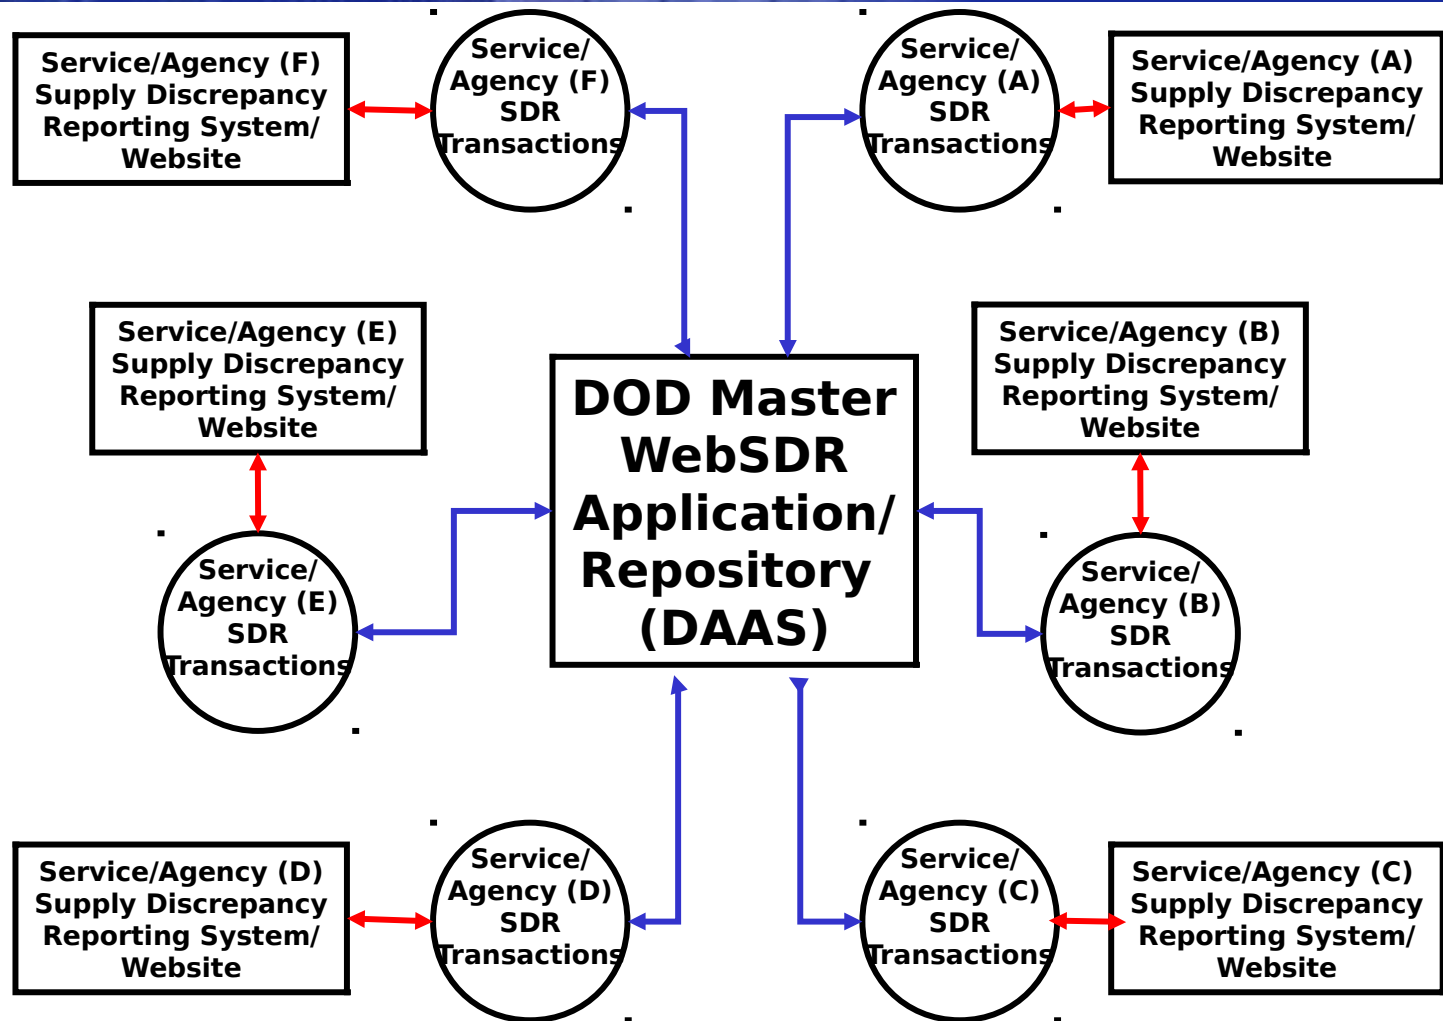 Service/Agency (F)
Supply Discrepancy
Reporting System/
Website
Service/
Agency (F)
SDR
Transactions
Service/
Agency (A)
SDR
Transactions
Service/Agency (A)
Supply Discrepancy
Reporting System/
Website
Service/Agency (E)
Supply Discrepancy
Reporting System/
Website
DOD Master
WebSDR
Application/
Repository
(DAAS)
Service/Agency (B)
Supply Discrepancy
Reporting System/
Website
Service/
Agency (E)
SDR
Transactions
Service/
Agency (B)
SDR
Transactions
Service/Agency (D)
Supply Discrepancy
Reporting System/
Website
Service/
Agency (D)
SDR
Transactions
Service/
Agency (C)
SDR
Transactions
Service/Agency (C)
Supply Discrepancy
Reporting System/
Website